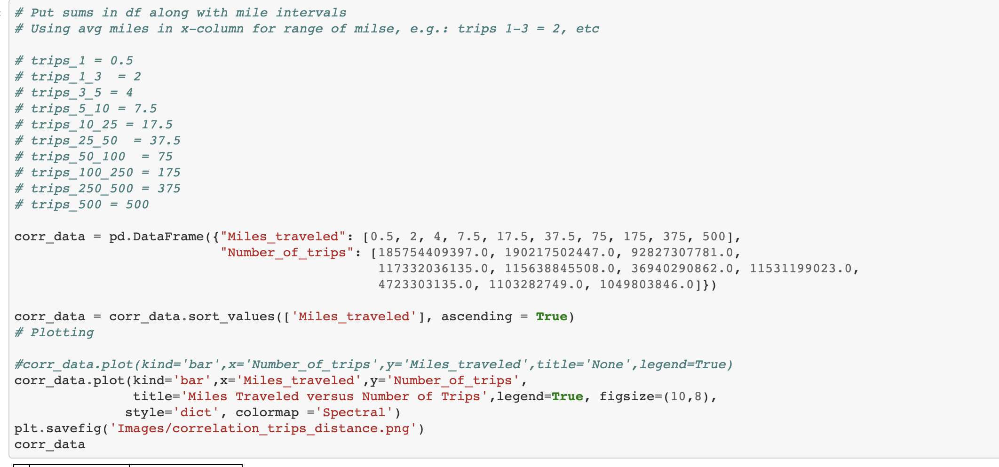 # Put sums in df along with mile intervals
# Using avg miles in x-column for range of milse, e.g.: trips 1-3 = 2, etc
# trips_1 = 0.5
# trips_1_3  = 2
# trips_3_5 = 4
# trips_5_10 = 7.5
# trips_10_25 = 17.5
# trips_25_50  = 37.5
# trips_50_100  = 75
# trips_100_250 = 175
# trips_250_500 = 375
# trips_500 = 500
corr_data = pd.DataFrame({"Miles_traveled": [0.5, 2, 4, 7.5, 17.5, 37.5, 75, 175, 375, 500],
"Number_of_trips": [185754409397.0, 190217502447.0, 92827307781.0,
117332036135.0, 115638845508.0, 36940290862.0, 11531199023.0,
4723303135.0, 1103282749.0, 1049803846.0]})
corr_data = corr_data.sort_values(['Miles_traveled'], ascending = True)
# Plotting
#corr_data.plot(kind='bar',x='Number_of_trips',y='Miles_traveled',title='None',legend=True)
corr_data.plot(kind='bar',x='Miles_traveled',y='Number_of_trips',
title='Miles Traveled versus Number of Trips',legend=True, figsize=(10,8),
style='dict', colormap ='Spectral')
plt.savefig('Images/correlation_trips_distance.png')
corr_data